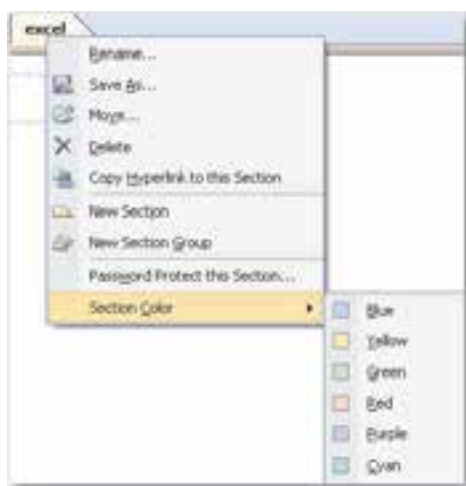 excel
Rename...
Save As...
Move...
Delete
Copy Hyperlink to this Section
New Section
New Section Group
Password Protect this Section...
Section Color
Blue
Yellow
Green
Red
Purple
Cyan